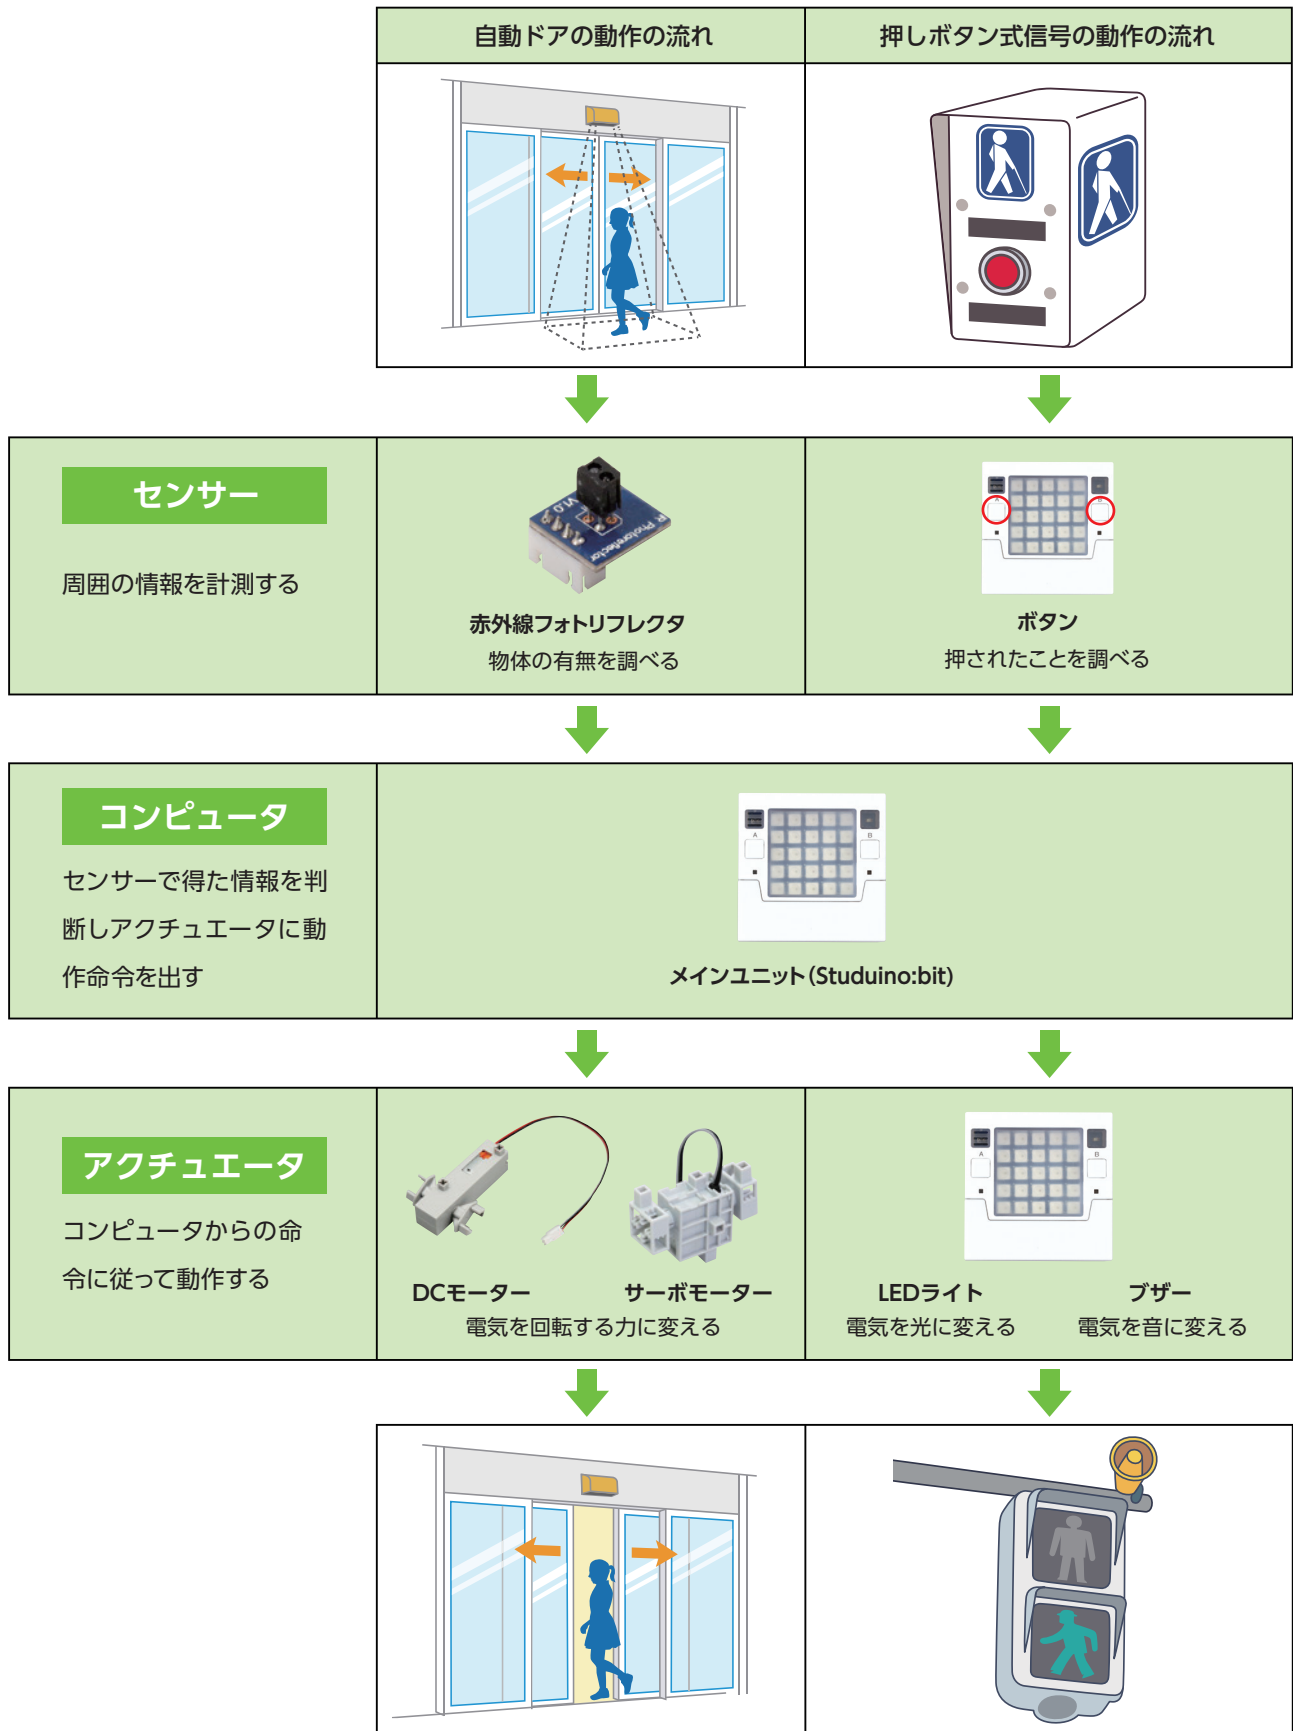 自動ドアの動作の流れ
押しボタン式信号の動作の流れ
センサー
周囲の情報を計測する
V1.0
IR Photoreflector
赤外線フォトリフレクタ
物体の有無を調べる
A
B
ボタン
押されたことを調べる
コンピュータ
センサーで得た情報を判
断しアクチュエータに動
作命令を出す
A
B
メインユニット(Studuino:bit)
アクチュエータ
コンピュータからの命
令に従って動作する
DCモーター
サーボモーター
電気を回転する力に変える
A
B
LEDライト
ブザー
電気を光に変える
電気を音に変える